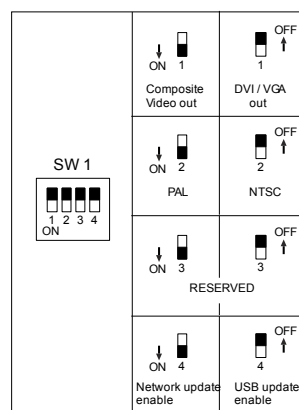 SW 1
1 2 3 4
ON
ON 1
Composite
Video out
OFF
1
DVI / VGA
out
ON 2
PAL
OFF
2
NTSC
ON 3
OFF
3
RESERVED
ON 4
Network update
enable
OFF
4
USB update
enable